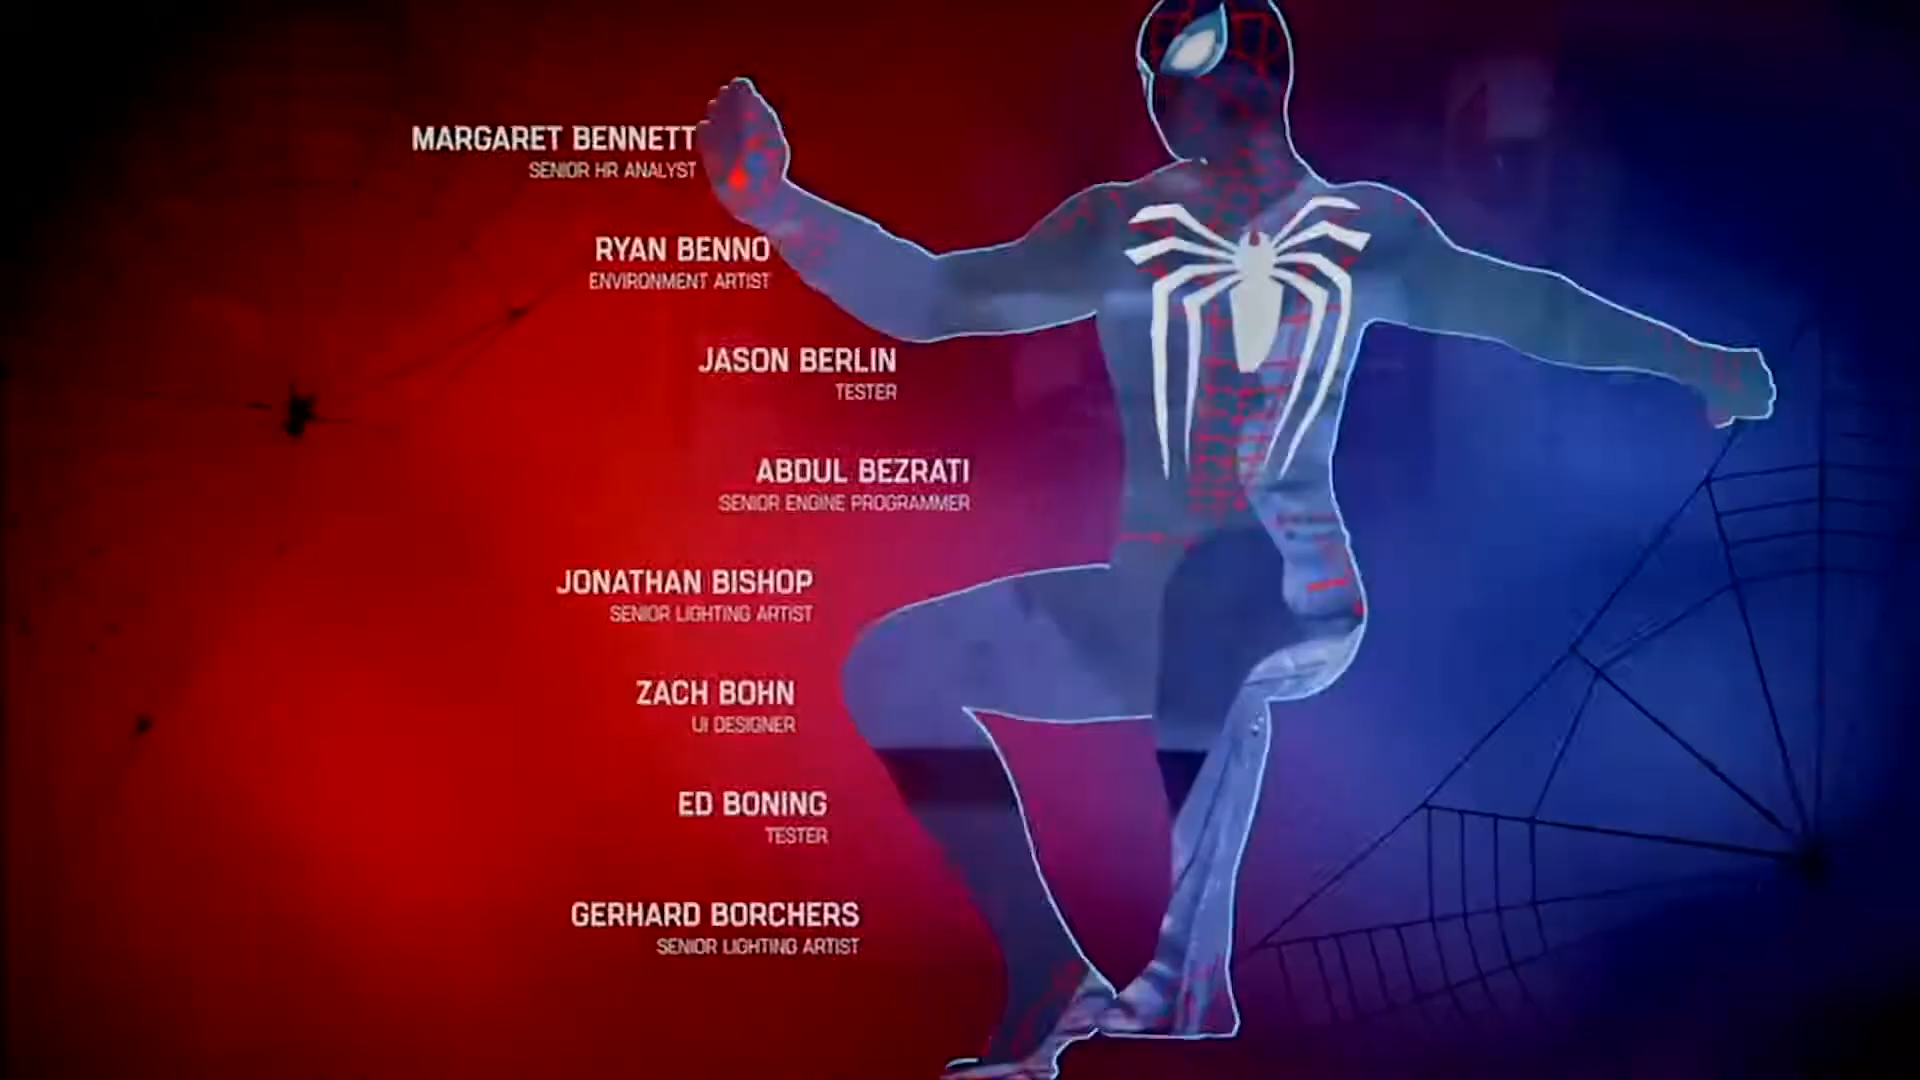 MARGARET BENNETT
SENIOR HR ANALYST
RYAN BENNO
ENVIRONMENT ARTIST
JASON BERLIN
TESTER
ABDUL BEZRATI
SENIOR ENGINE PROGRAMMER
JONATHAN BISHOP
SENIOR LIGHTING ARTIST
ZACH BOHN
UI DESIGNER
ED BONING
TESTER
GERHARD BORCHERS
SENIOR LIGHTING ARTIST